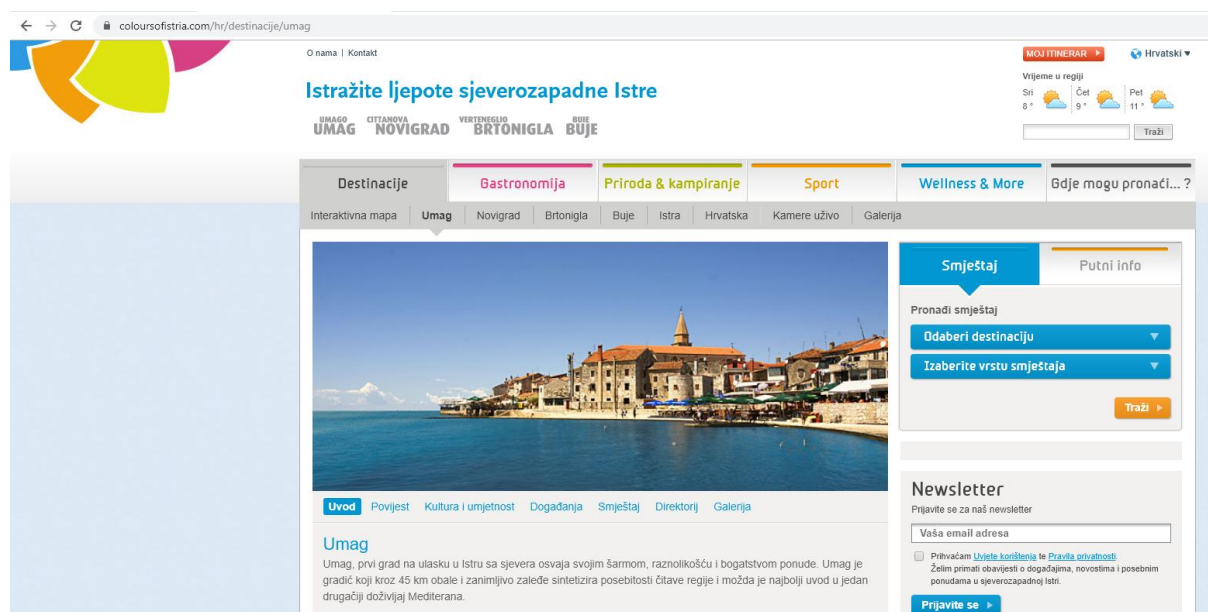 coloursofistria.com/hr/destinacije/umag
O nama | Kontakt
MOJ ITINERAR
Hrvatski
Istražite ljepote sjeverozapadne Istre
Vrijeme u regiji
Sri Čet Pet
8 ° 9 ° 11 °
UMAGO CITTANOVA VERTENEGLIO BUIE
UMAG NOVIGRAD BRTONIGLA BUJE
Traži
Destinacije Gastronomija Priroda & kampiranje Sport Wellness & More Gdje mogu pronaći... ?
Interaktivna mapa Umag Novigrad Brtonigla Buje Istra Hrvatska Kamere uživo Galerija
Smještaj Putni info
Pronađi smještaj
Odaberi destinaciju
Izaberite vrstu smještaja
Traži
Uvod Povijest Kultura i umjetnost Događanja Smještaj Direktorij Galerija
Umag
Umag, prvi grad na ulasku u Istru sa sjevera osvaja svojim šarmom, raznolikošću i bogatstvom ponude. Umag je
gradić koji kroz 45 km obale i zanimljivo zaleđe sintetizira posebitosti čitave regije i možda je najbolji uvod u jedan
drugačiji doživljaj Mediterana.
Newsletter
Prijavite se za naš newsletter
Vaša email adresa
Prihvaćam Uvjete korištenja te Pravila privatnosti.
Želim primati obavijesti o događajima, novostima i posebnim
ponudama u sjeverozapadnoj Istri.
Prijavite se